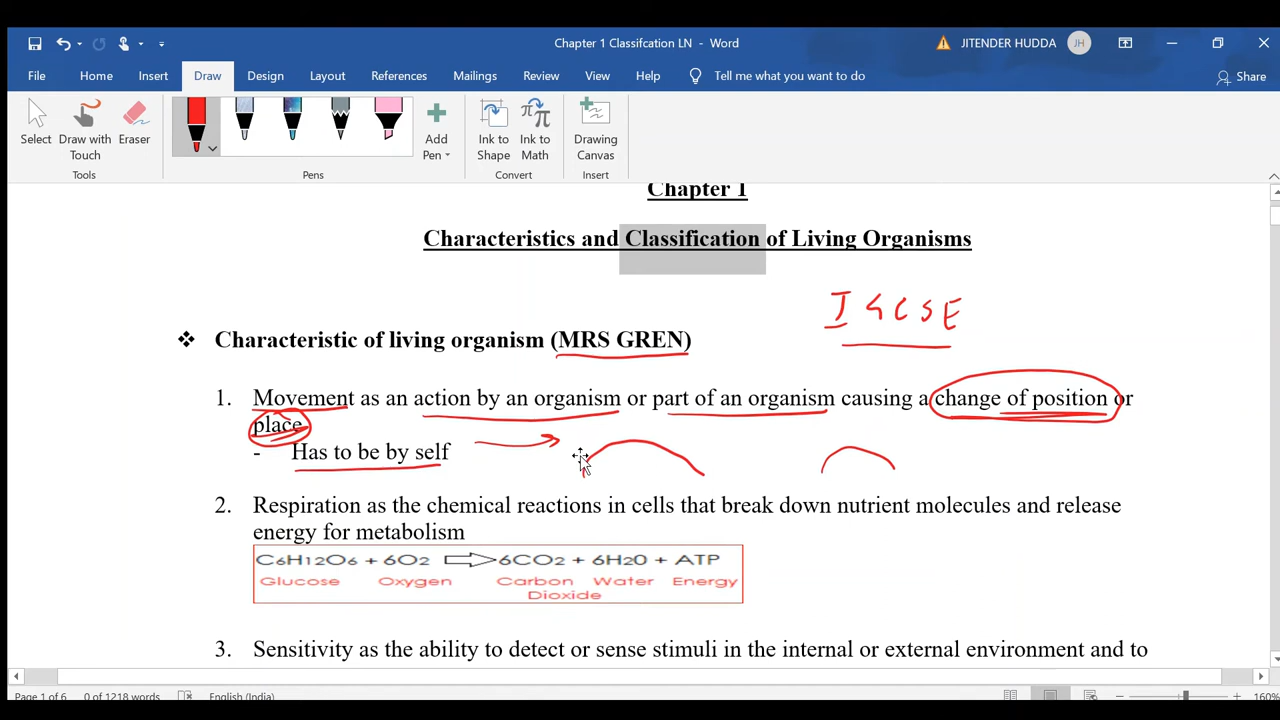 Chapter 1 Classifcation LN - Word
JITENDER HUDDA
JH
File Home Insert Draw Design Layout References Mailings Review View Help Tell me what you want to do
Share
Select
Draw with Touch
Eraser
Add Pen
Ink to Shape
Ink to Math
Drawing Canvas
Tools
Pens
Convert
Insert
Chapter 1
Characteristics and Classification of Living Organisms
IGCSE
❖ Characteristic of living organism (MRS GREN)
1. Movement as an action by an organism or part of an organism causing a change of position or
place
- Has to be by self
2. Respiration as the chemical reactions in cells that break down nutrient molecules and release
energy for metabolism
C6H12O6 + 6O2 ⇨ 6CO2 + 6H20 + ATP
Glucose Oxygen Carbon Water Energy
Dioxide
3. Sensitivity as the ability to detect or sense stimuli in the internal or external environment and to
Page 1 of 6 0 of 1218 words English (India) 160%